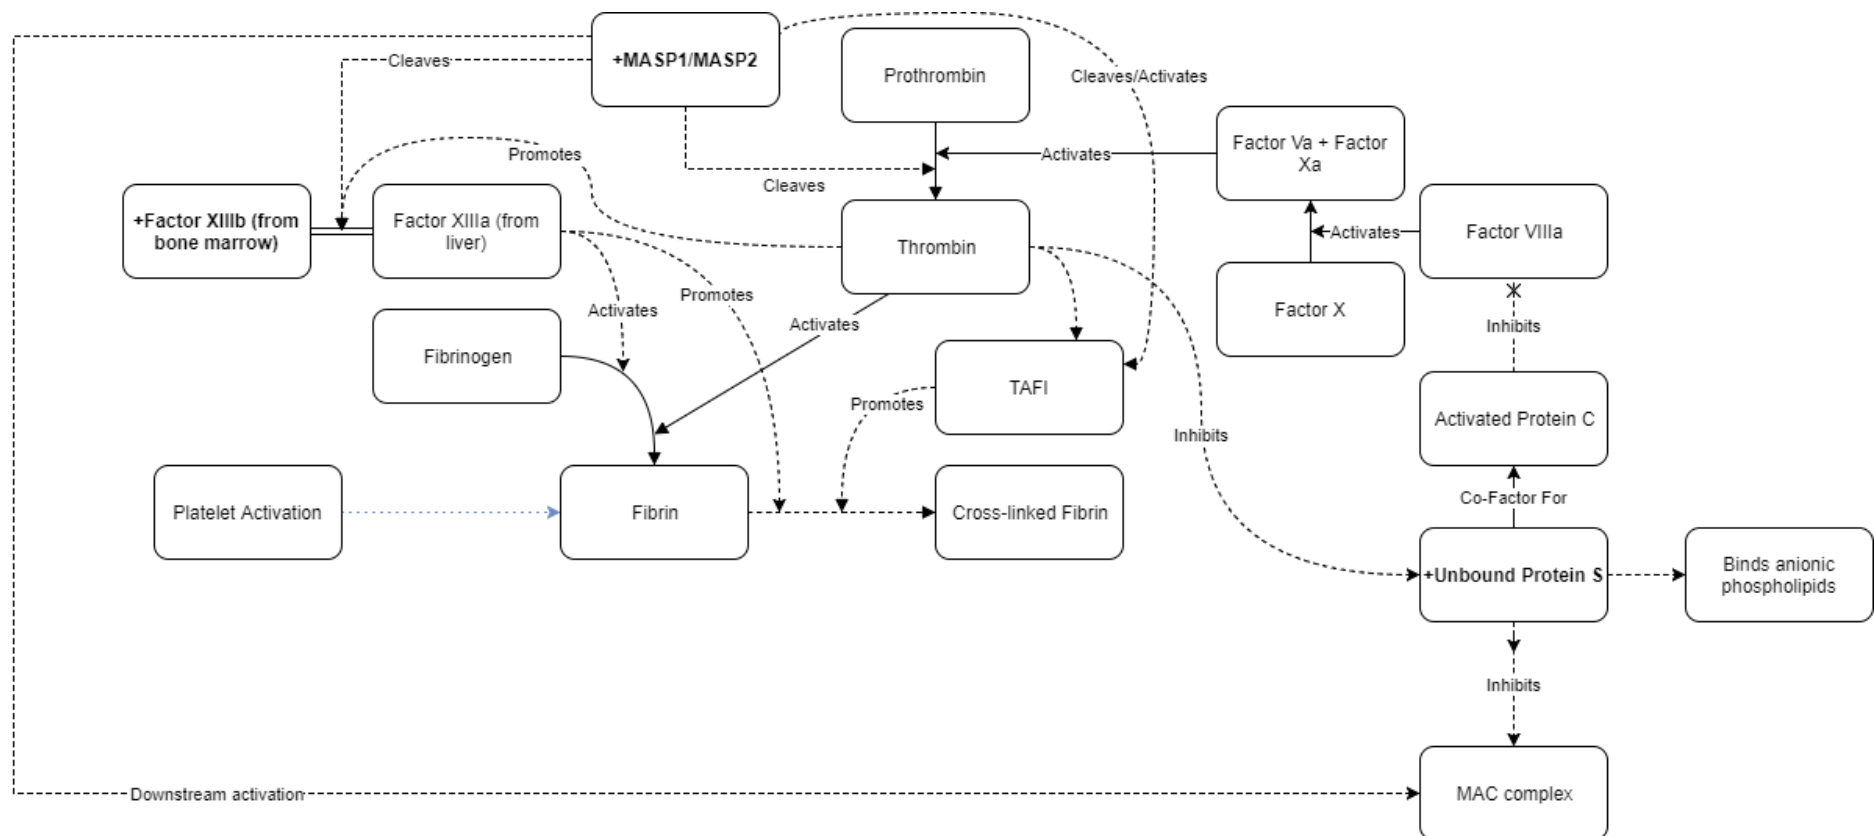 +MASP1/MASP2
Cleaves
Prothrombin
Cleaves/Activates
Factor Va + Factor
Xa
Promotes
Activates
Cleaves
+Factor XIIIb (from
bone marrow)
Factor XIIIa (from
liver)
Thrombin
Activates
Factor VIIIa
Promotes
Activates
Activates
Factor X
Inhibits
Fibrinogen
TAFI
Promotes
Inhibits
Activated Protein C
Co-Factor For
Platelet Activation
Fibrin
Cross-linked Fibrin
+Unbound Protein S
Binds anionic
phospholipids
Inhibits
Downstream activation
MAC complex